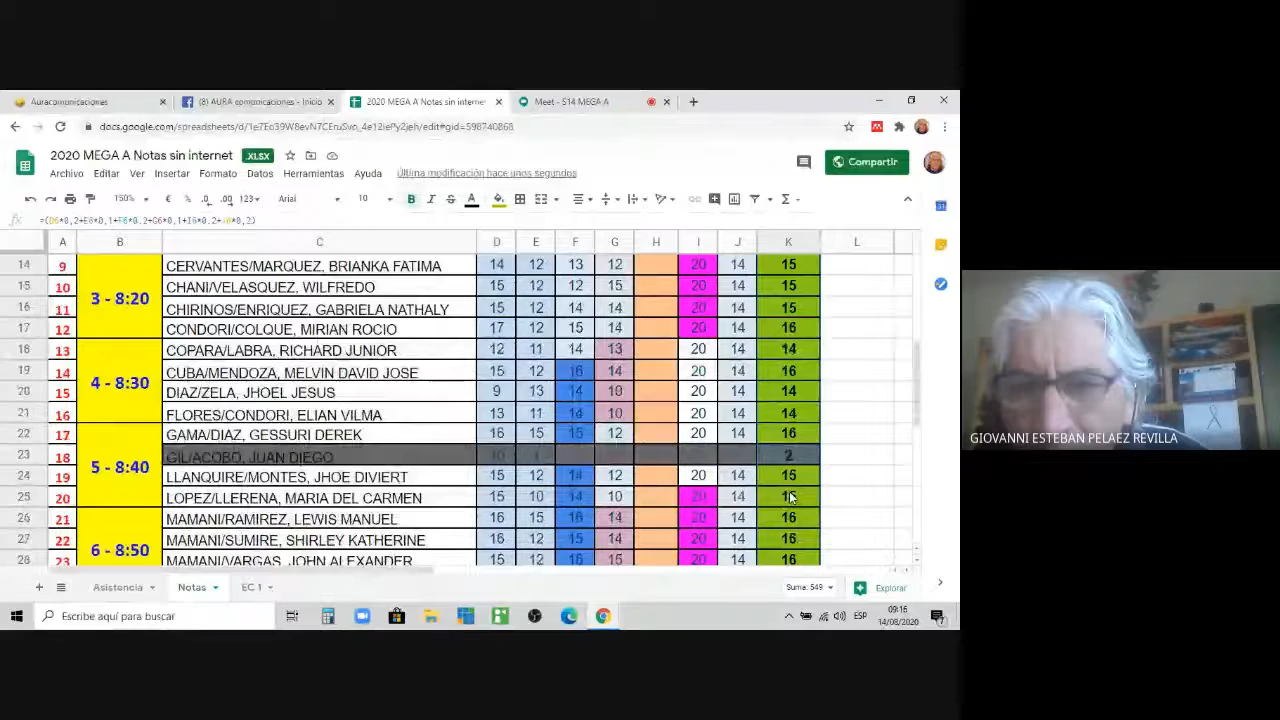 Auracomunicaciones
(8) AURA comunicaciones - Inicio
2020 MEGA A Notas sin interne
Meet - S14 MEGA A
2020 MEGA A Notas sin internet .XLSX
Archivo Editar Ver Insertar Formato Datos Herramientas Ayuda Última modificación hace unos segundos
Compartir
150% € % .0 .00 123 Arial 10 B I S A
A B C D E F G H I J K L
14 9 CERVANTES/MARQUEZ, BRIANKA FATIMA 14 12 13 12 20 14 15
3 - 8:20
15 10 CHANI/VELASQUEZ, WILFREDO 15 12 12 15 20 14 15
16 11 CHIRINOS/ENRIQUEZ, GABRIELA NATHALY 15 12 14 14 20 14 15
17 12 CONDORI/COLQUE, MIRIAN ROCIO 17 12 15 14 20 14 16
18 13 COPARA/LABRA, RICHARD JUNIOR 12 11 14 13 20 14 14
4 - 8:30
19 14 CUBA/MENDOZA, MELVIN DAVID JOSE 15 12 16 14 20 14 16
20 15 DIAZ/ZELA, JHOEL JESUS 9 13 14 20 14 14
21 16 FLORES/CONDORI, ELIAN VILMA 13 11 14 10 20 14 14
22 17 GAMA/DIAZ, GESSURI DEREK 16 15 15 12 20 14 16
5 - 8:40
23 18 GIL/ACOBO, JUAN DIEGO 2
24 19 LLANQUIRE/MONTES, JHOE DIVIERT 15 12 14 12 20 14 15
25 20 LOPEZ/LLERENA, MARIA DEL CARMEN 15 10 14 10 20 14
26 21 MAMANI/RAMIREZ, LEWIS MANUEL 16 15 16 14 20 14 16
6 - 8:50
27 22 MAMANI/SUMIRE, SHIRLEY KATHERINE 16 12 15 14 20 14 16
28 23 MAMANI/VARGAS, JOHN ALEXANDER 15 12 16 15 20 14 16
Asistencia Notas EC 1 Suma: 549 Explorar
Escribe aquí para buscar
ESP
09:16
14/08/2020
GIOVANNI ESTEBAN PELAEZ REVILLA